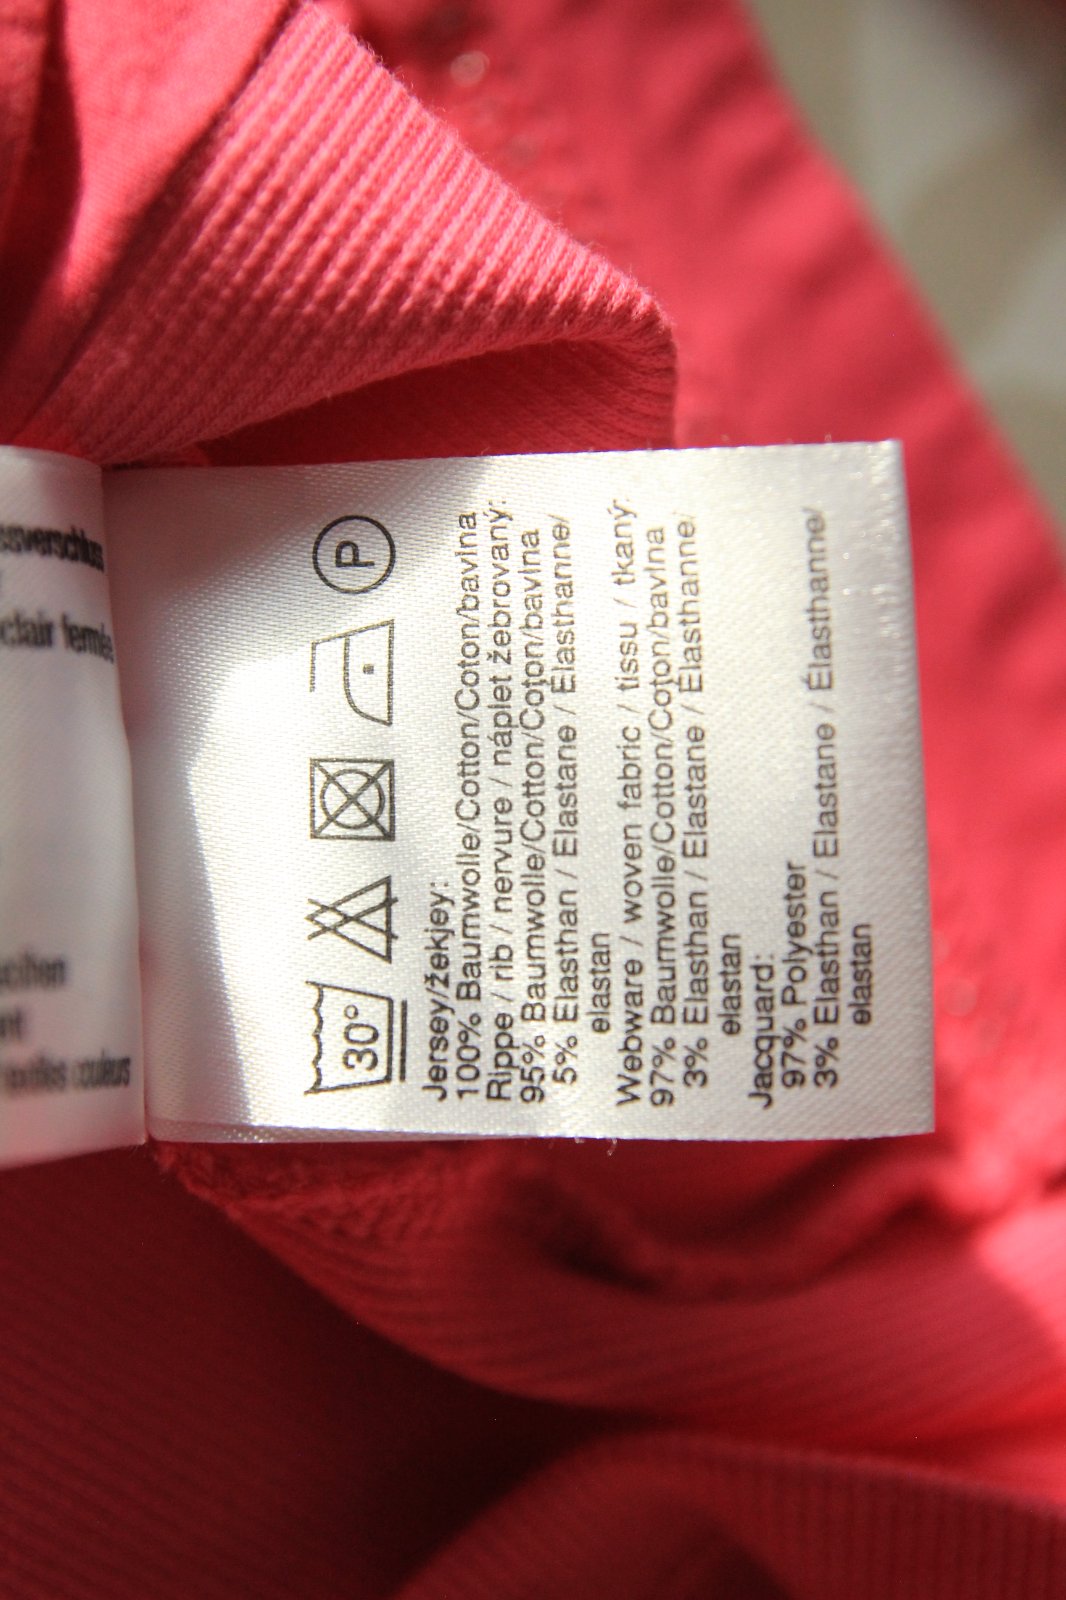 30°
P
Jersey/žekjey:
100% Baumwolle/Cotton/Coton/bavlna
Rippe / rib / nervure / náplet žebrovaný:
95% Baumwolle/Cotton/Coton/bavlna
5% Elasthan / Elastane / Élasthanne/
elastan
Webware / woven fabric / tissu / tkaný:
97% Baumwolle/Cotton/Coton/bavlna
3% Elasthan / Elastane / Élasthanne/
elastan
Jacquard:
97% Polyester
3% Elasthan / Elastane / Élasthanne/
elastan
fermée